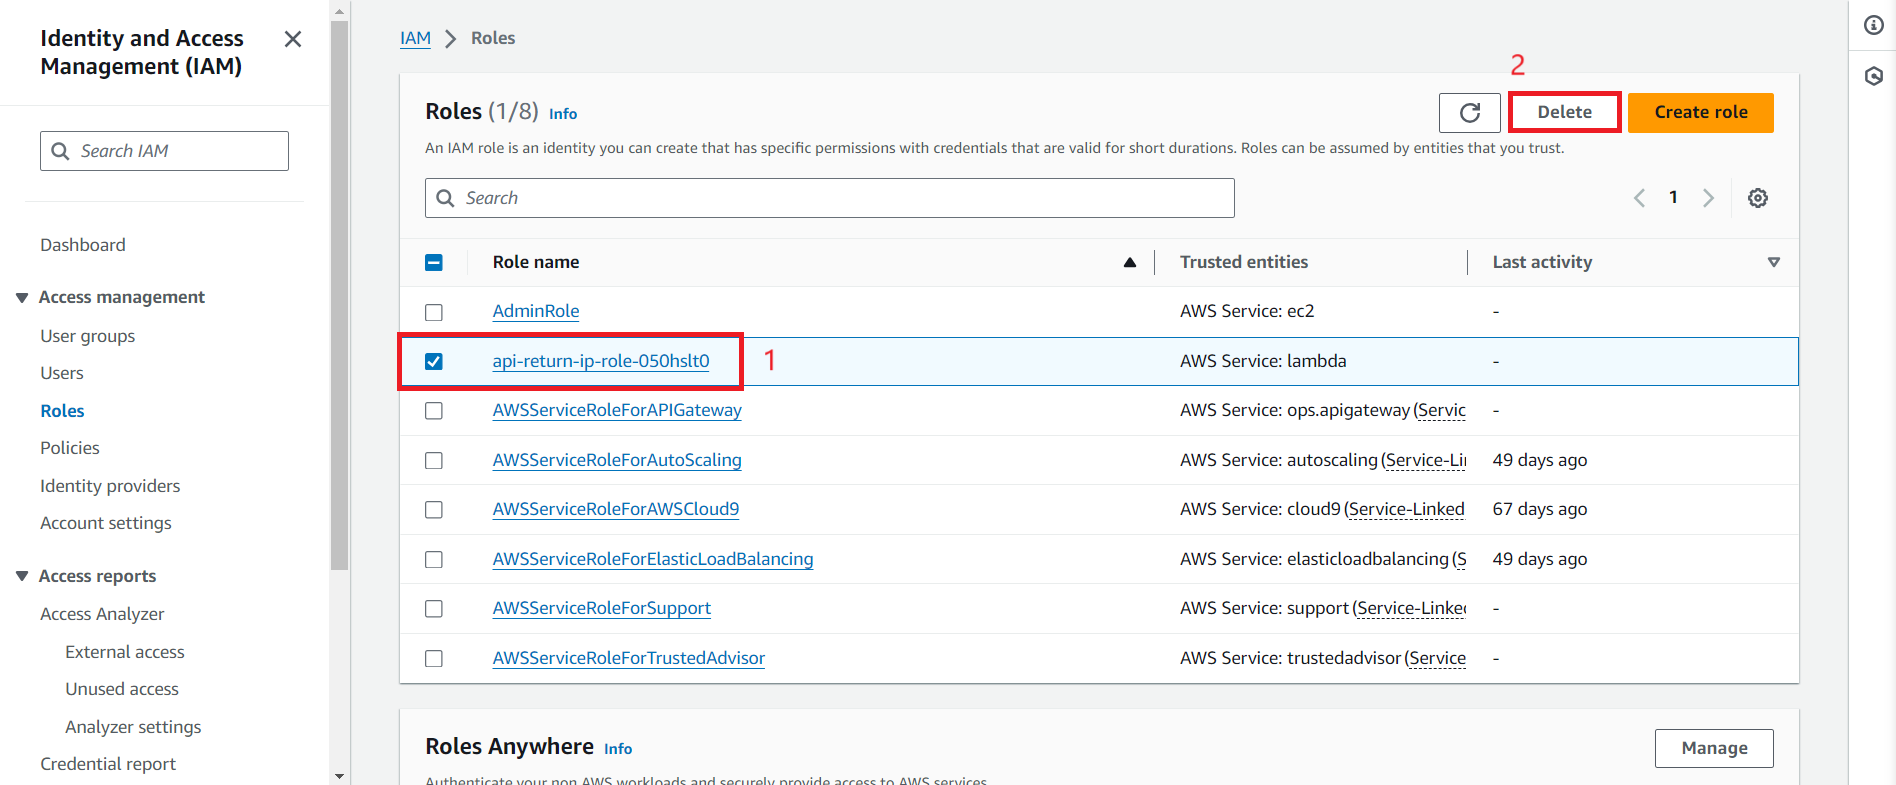 Identity and Access
Management (IAM)
Search IAM
Dashboard
Access management
User groups
Users
Roles
Policies
Identity providers
Account settings
Access reports
Access Analyzer
External access
Unused access
Analyzer settings
Credential report
IAM > Roles
2
Roles (1/8) Info
Delete
Create role
An IAM role is an identity you can create that has specific permissions with credentials that are valid for short durations. Roles can be assumed by entities that you trust.
Search
1
Role name Trusted entities Last activity
AdminRole AWS Service: ec2 -
api-return-ip-role-050hslt0 1 AWS Service: lambda -
AWSServiceRoleForAPIGateway AWS Service: ops.apigateway (Servic -
AWSServiceRoleForAutoScaling AWS Service: autoscaling (Service-Li 49 days ago
AWSServiceRoleForAWSCloud9 AWS Service: cloud9 (Service-Linked 67 days ago
AWSServiceRoleForElasticLoadBalancing AWS Service: elasticloadbalancing (S 49 days ago
AWSServiceRoleForSupport AWS Service: support (Service-Linke -
AWSServiceRoleForTrustedAdvisor AWS Service: trustedadvisor (Service -
Roles Anywhere Info
Manage
Authenticate your non AWS workloads and securely provide access to AWS services